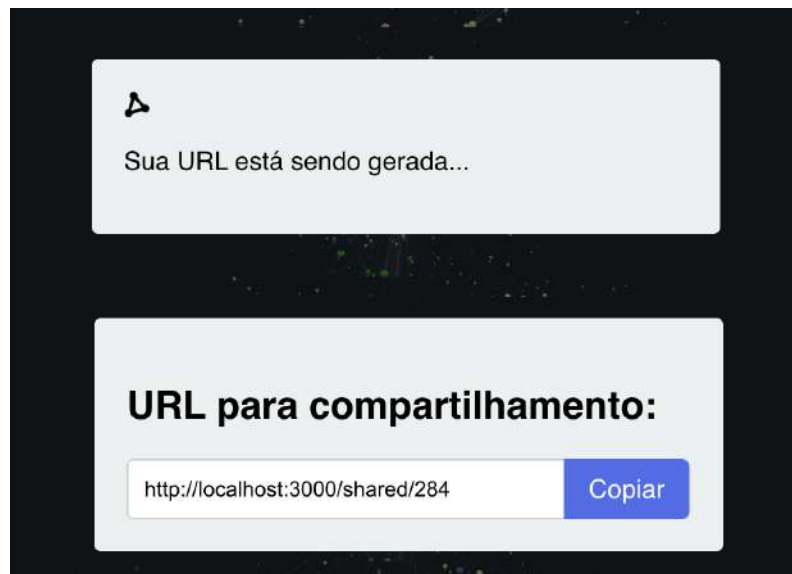 Sua URL está sendo gerada...
URL para compartilhamento:
http://localhost:3000/shared/284
Copiar